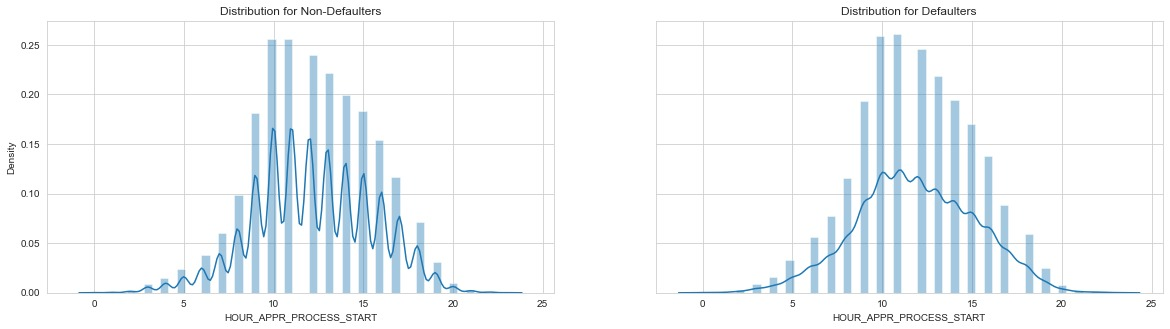 Distribution for Non-Defaulters
Distribution for Defaulters
0.25
0.20
0.15
0.10
0.05
0.00
Density
0 5 10 15 20 25
0 5 10 15 20 25
HOUR_APPR_PROCESS_START
HOUR_APPR_PROCESS_START